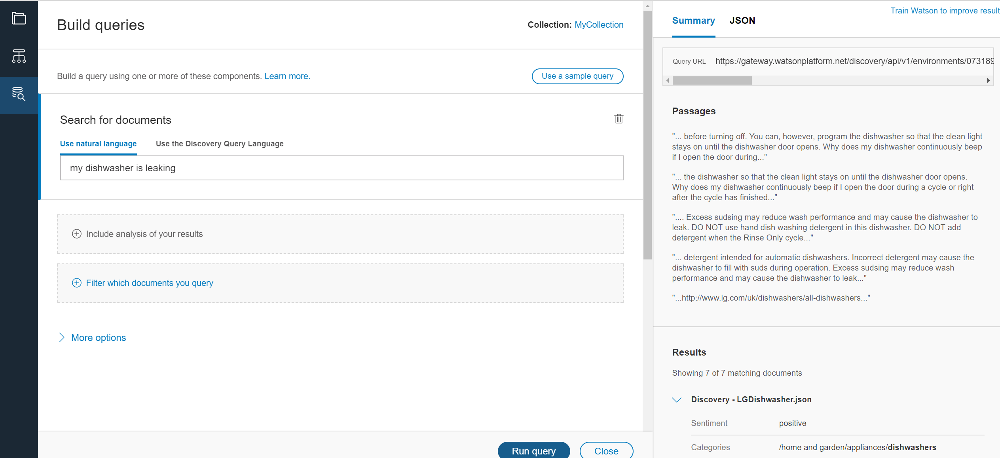 Build queries
Collection: MyCollection
Build a query using one or more of these components. Learn more.
Use a sample query
Search for documents
Use natural language
Use the Discovery Query Language
my dishwasher is leaking
Include analysis of your results
Filter which documents you query
More options
Run query
Close
Train Watson to improve result
Summary
JSON
Query URL
https://gateway.watsonplatform.net/discovery/api/v1/environments/073189
Passages
"... before turning off. You can, however, program the dishwasher so that the clean light
stays on until the dishwasher door opens. Why does my dishwasher continuously beep
if I open the door during..."
"... the dishwasher so that the clean light stays on until the dishwasher door opens.
Why does my dishwasher continuously beep if I open the door during a cycle or right
after the cycle has finished..."
".... Excess sudsing may reduce wash performance and may cause the dishwasher to
leak. DO NOT use hand dish washing detergent in this dishwasher. DO NOT add
detergent when the Rinse Only cycle..."
"... detergent intended for automatic dishwashers. Incorrect detergent may cause the
dishwasher to fill with suds during operation. Excess sudsing may reduce wash
performance and may cause the dishwasher to leak..."
"...http://www.lg.com/uk/dishwashers/all-dishwashers..."
Results
Showing 7 of 7 matching documents
Discovery - LGDishwasher.json
Sentiment
positive
Categories
/home and garden/appliances/dishwashers